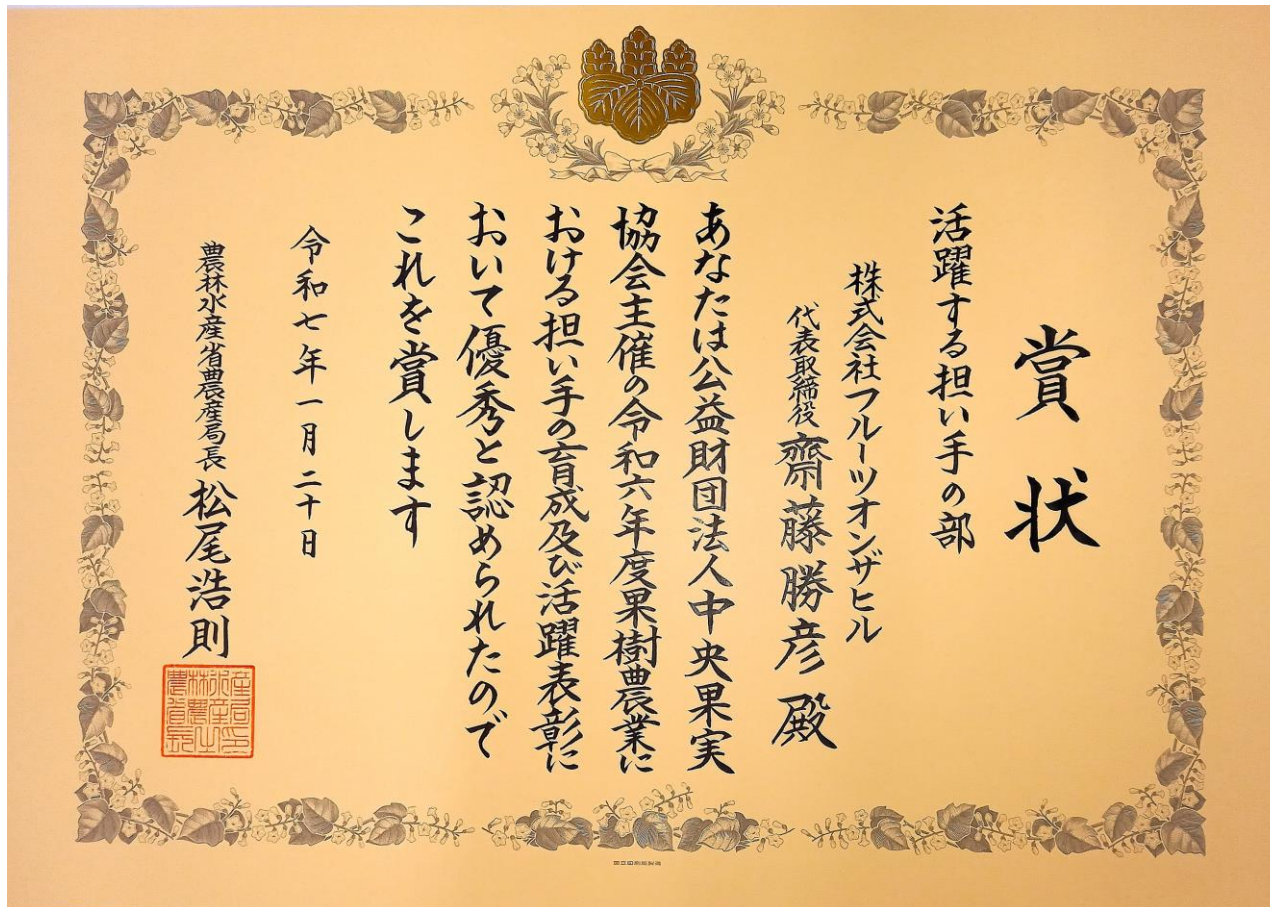 賞状
活躍する担い手の部
株式会社フルーツオンザヒル
代表取締役 齋藤勝彦殿
あなたは公益財団法人中央果実
協会主催の令和六年度果樹農業に
おける担い手の育成及び活躍表彰に
おいて優秀と認められたので
これを賞します
令和七年一月二十日
農林水産省農産局長 松尾浩則